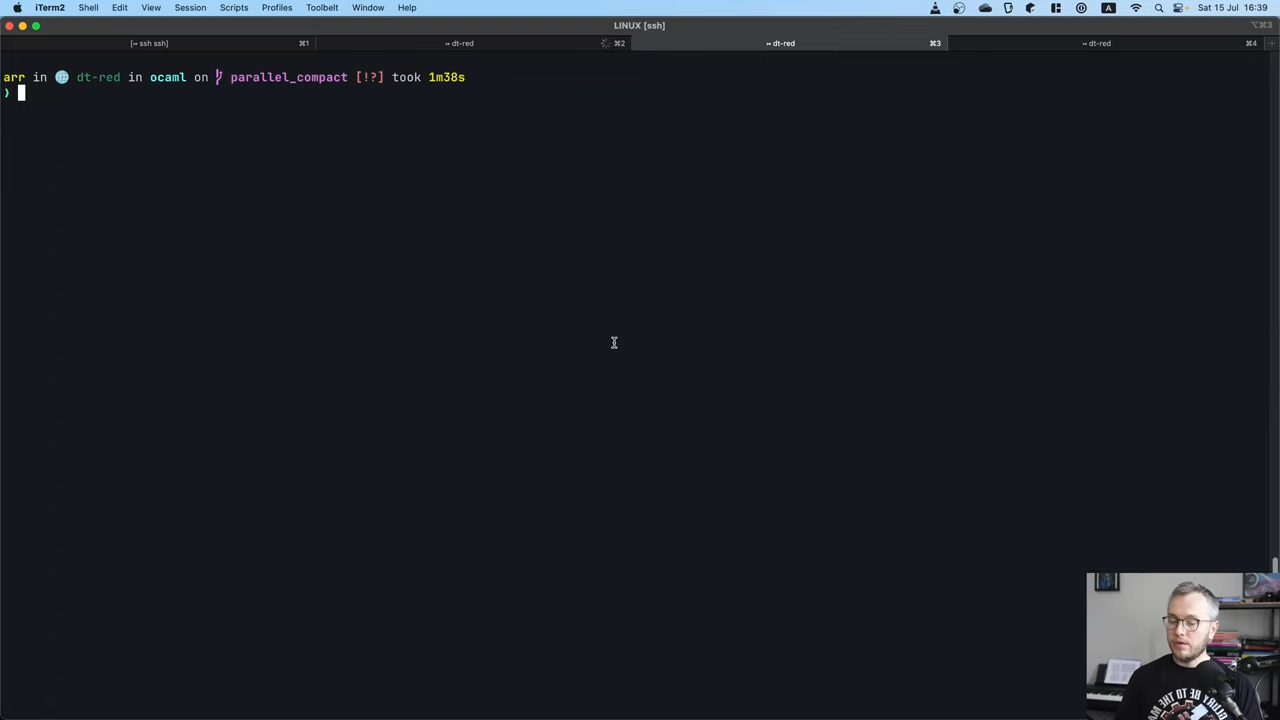 iTerm2 Shell Edit View Session Scripts Profiles Toolbelt Window Help A Sat 15 Jul 16:39
LINUX [ssh] ⌥⌘3
[↔ ssh ssh] ⌘1 ↔ dt-red ⌘2 ↔ dt-red ⌘3 ↔ dt-red ⌘4 +
arr in 🌐 dt-red in ocaml on parallel_compact [!?] took 1m38s
❯